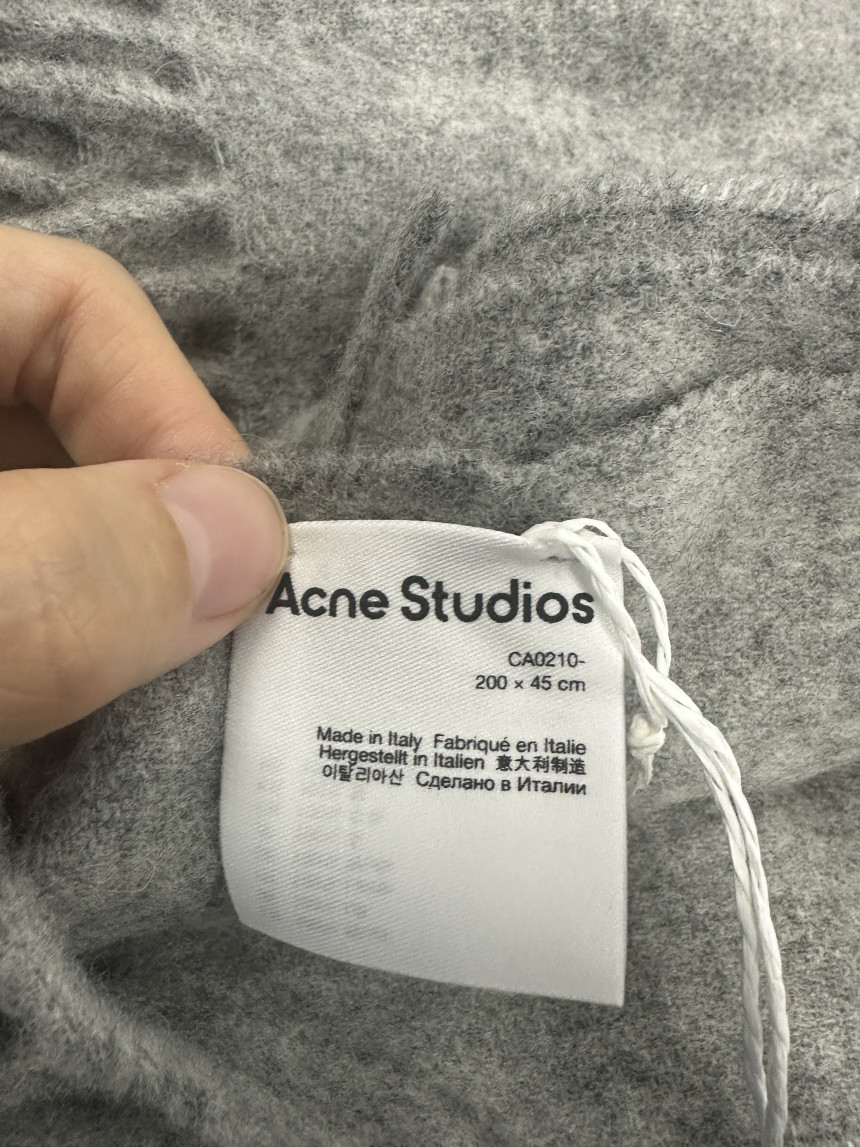 Acne Studios
CA0210-
200 × 45 cm
Made in Italy Fabriqué en Italie
Hergestellt in Italien 意大利制造
이탈리아산 Сделано в Италии